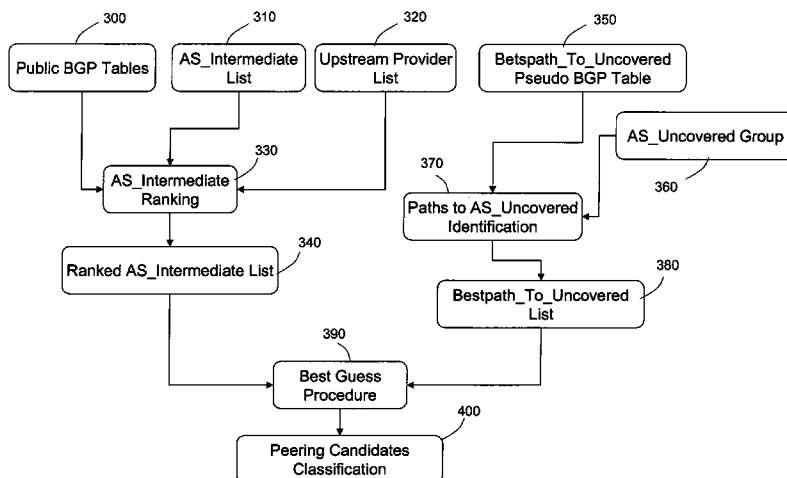 300
310
320
350
Public BGP Tables
AS_Intermediate
List
Upstream Provider
List
Betspath_To_Uncovered
Pseudo BGP Table
AS_Uncovered Group
360
330
AS_Intermediate
Ranking
370
Paths to AS_Uncovered
Identification
340
Ranked AS_Intermediate List
380
Bestpath_To_Uncovered
List
390
Best Guess
Procedure
400
Peering Candidates
Classification